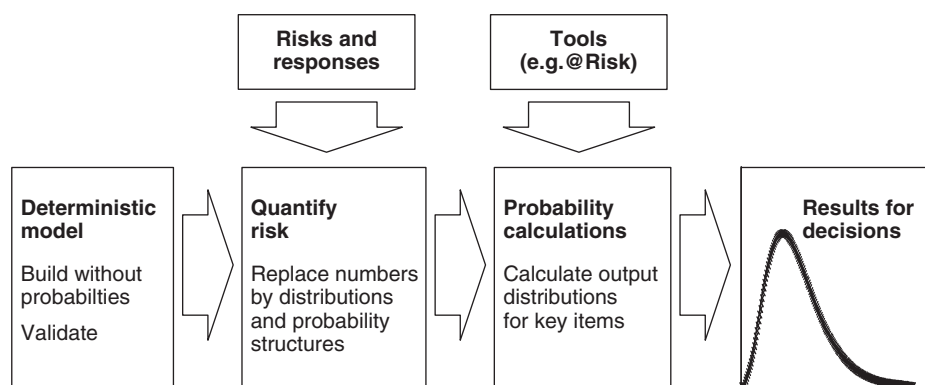 Risks and
responses
Tools
(e.g.@Risk)
Deterministic
model
Build without
probabilties
Validate
Quantify
risk
Replace numbers
by distributions
and probability
structures
Probability
calculations
Calculate output
distributions
for key items
Results for
decisions